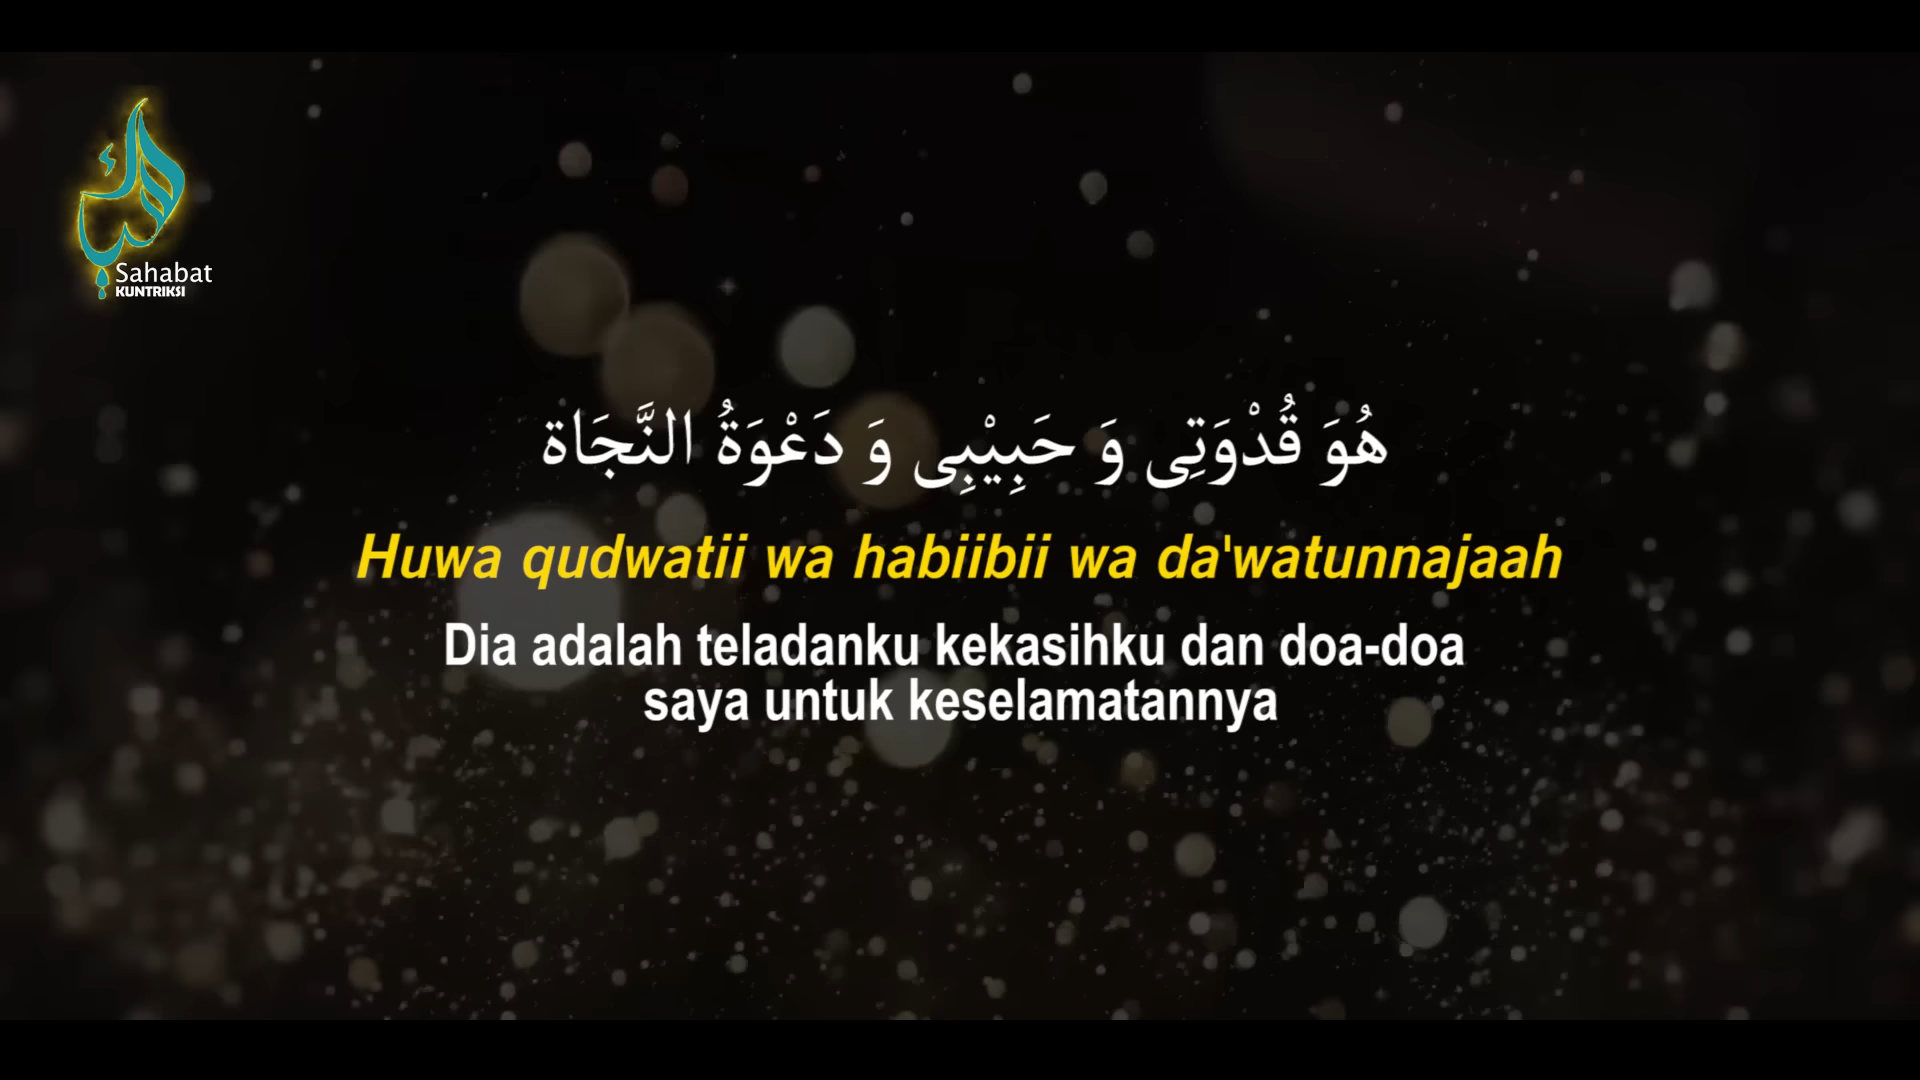 Sahabat
KUNTRIKSI
هُوَ قُدْوَتِى وَ حَبِيْبِى وَ دَعْوَةُ النَّجَاة
Huwa qudwatii wa habiibii wa da'watunnajaah
Dia adalah teladanku kekasihku dan doa-doa
saya untuk keselamatannya